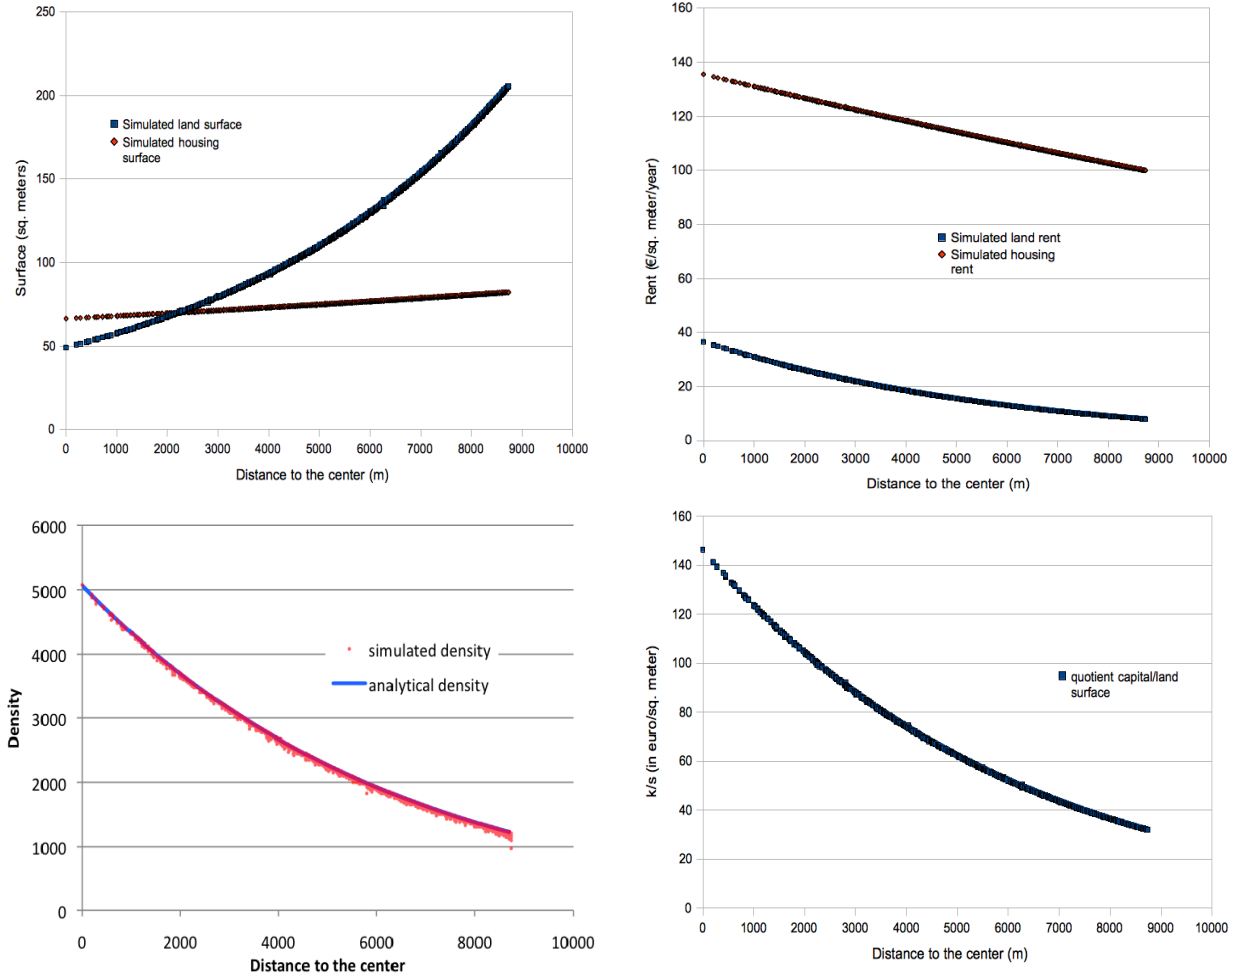 250
200
150
100
50
0
Surface (sq. meters)
Simulated land surface
Simulated housing
surface
0 1000 2000 3000 4000 5000 6000 7000 8000 9000 10000
Distance to the center (m)
160
140
120
100
80
60
40
20
0
Rent (€/sq. meter/year)
Simulated land rent
Simulated housing
rent
0 1000 2000 3000 4000 5000 6000 7000 8000 9000 10000
Distance to the center (m)
6000
5000
4000
3000
2000
1000
0
Density
simulated density
analytical density
0 2000 4000 6000 8000 10000
Distance to the center
160
140
120
100
80
60
40
20
0
k/s (in euro/sq. meter)
quotient capital/land
surface
0 1000 2000 3000 4000 5000 6000 7000 8000 9000 10000
Distance to the center (m)